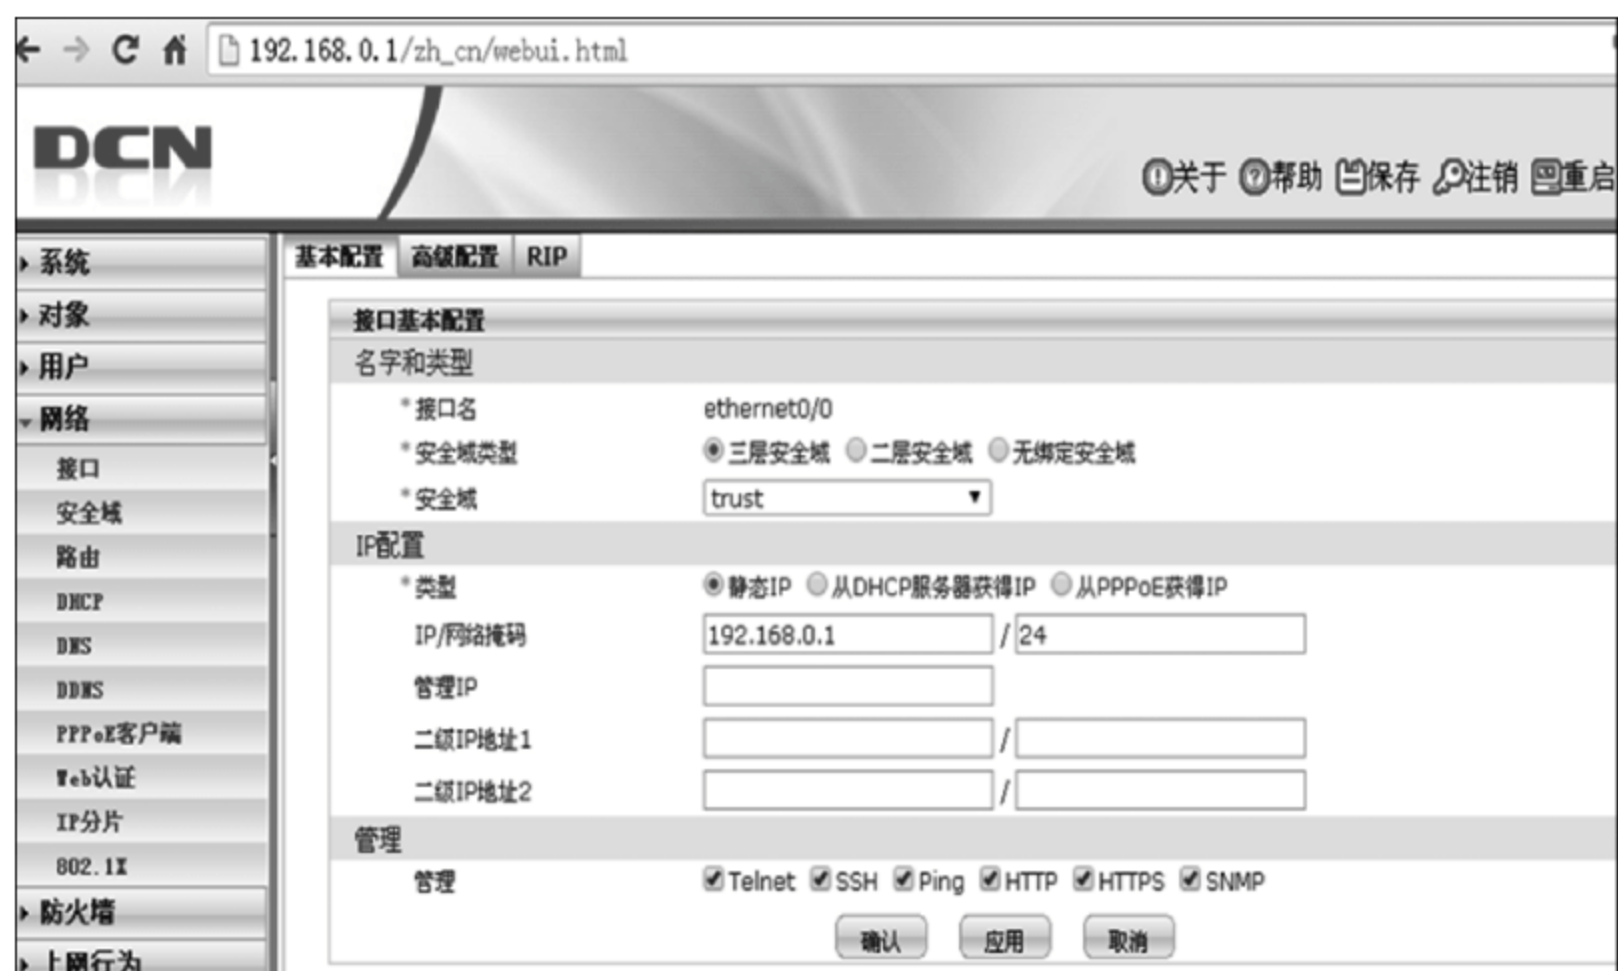 192.168.0.1/zh_cn/webui.html
DCN
关于 帮助 保存 注销 重启
系统
对象
用户
网络
接口
安全域
路由
DHCP
DNS
DDNS
PPPoE客户端
Web认证
IP分片
802.1X
防火墙
上网行为
基本配置 高级配置 RIP
接口基本配置
名字和类型
*接口名 ethernet0/0
*安全域类型 三层安全域 二层安全域 无绑定安全域
*安全域 trust
IP配置
*类型 静态IP 从DHCP服务器获得IP 从PPPoE获得IP
IP/网络掩码 192.168.0.1 / 24
管理IP
二级IP地址1 /
二级IP地址2 /
管理
管理 Telnet SSH Ping HTTP HTTPS SNMP
确认 应用 取消